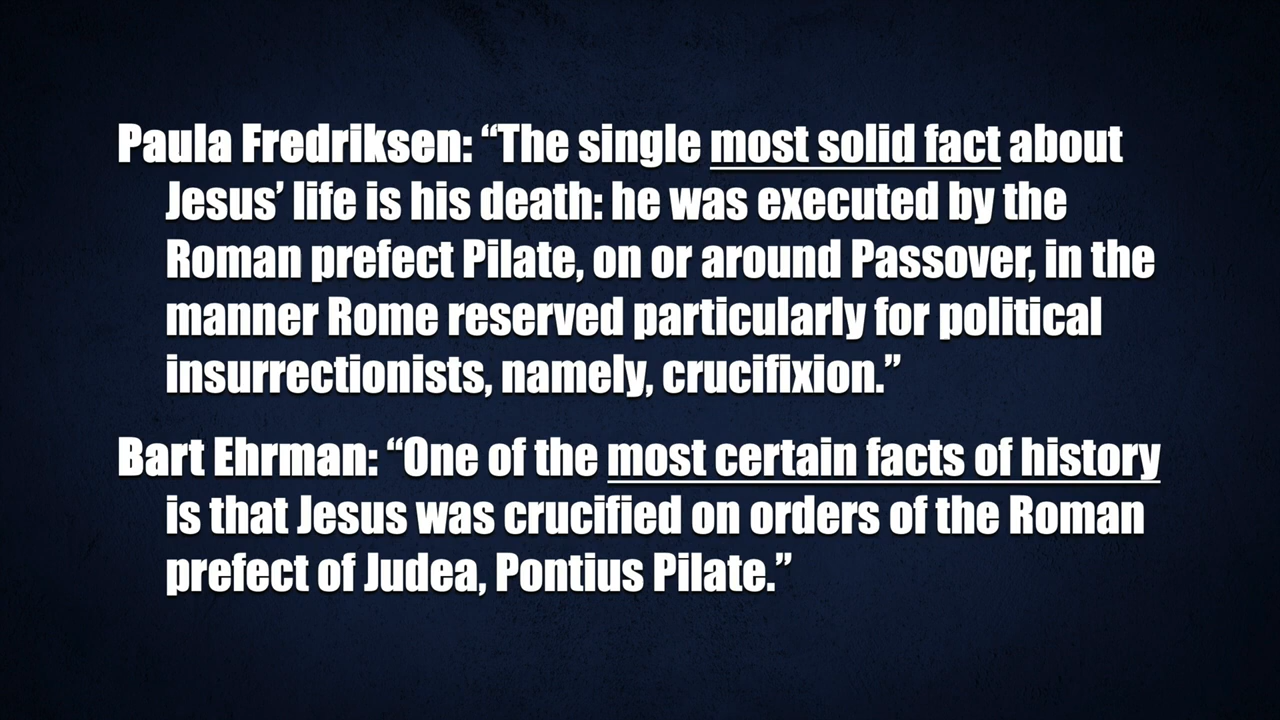 Paula Fredriksen: “The single most solid fact about
Jesus’ life is his death: he was executed by the
Roman prefect Pilate, on or around Passover, in the
manner Rome reserved particularly for political
insurrectionists, namely, crucifixion.”
Bart Ehrman: “One of the most certain facts of history
is that Jesus was crucified on orders of the Roman
prefect of Judea, Pontius Pilate.”